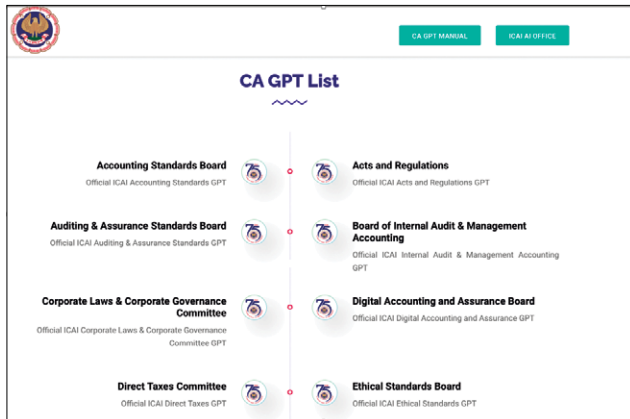 CA GPT MANUAL
ICAI AI OFFICE
CA GPT List
Accounting Standards Board
Official ICAI Accounting Standards GPT
Acts and Regulations
Official ICAI Acts and Regulations GPT
Auditing & Assurance Standards Board
Official ICAI Auditing & Assurance Standards GPT
Board of Internal Audit & Management
Accounting
Official ICAI Internal Audit & Management Accounting
GPT
Corporate Laws & Corporate Governance
Committee
Official ICAI Corporate Laws & Corporate Governance
Committee GPT
Digital Accounting and Assurance Board
Official ICAI Digital Accounting and Assurance GPT
Direct Taxes Committee
Official ICAI Direct Taxes GPT
Ethical Standards Board
Official ICAI Ethical Standards GPT